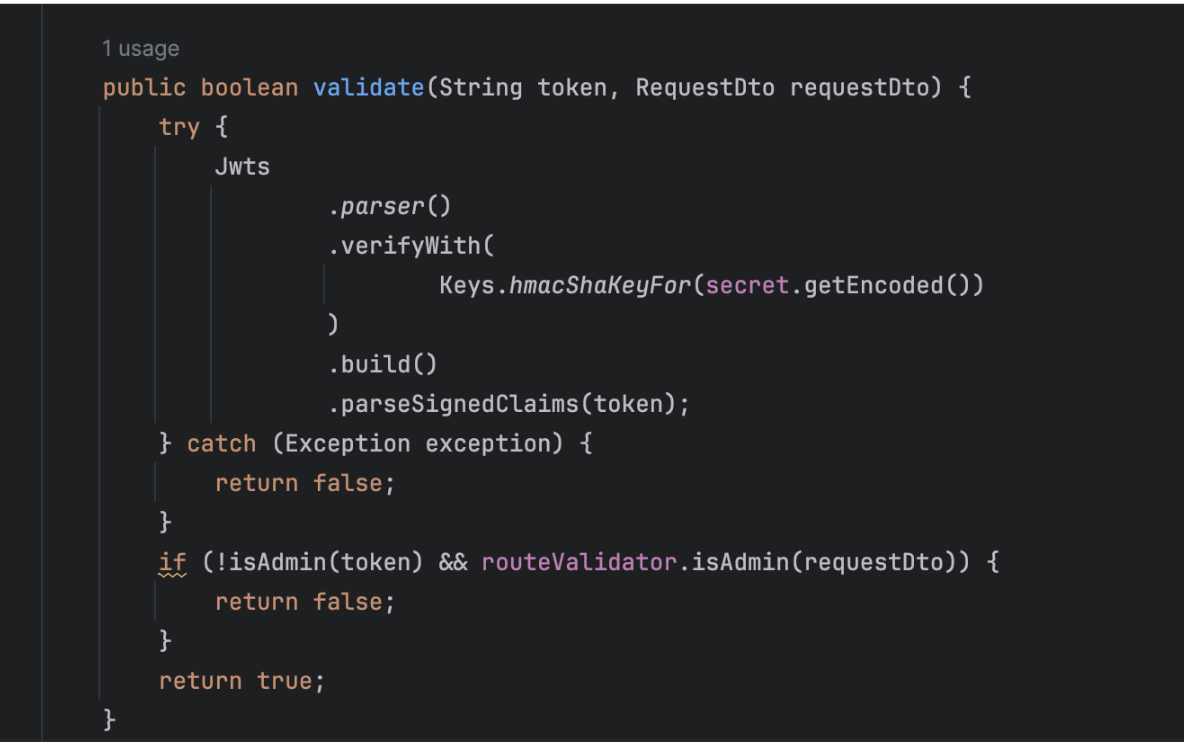 1 usage
public boolean validate(String token, RequestDto requestDto) {
try {
Jwts
.parser()
.verifyWith(
Keys.hmacShaKeyFor(secret.getEncoded())
)
.build()
.parseSignedClaims(token);
} catch (Exception exception) {
return false;
}
if (!isAdmin(token) && routeValidator.isAdmin(requestDto)) {
return false;
}
return true;
}